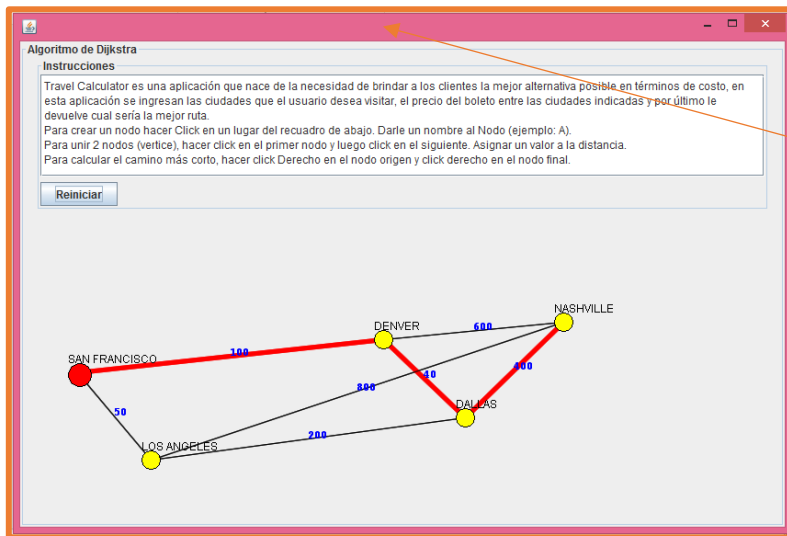 Algoritmo de Dijkstra
Instrucciones
Travel Calculator es una aplicación que nace de la necesidad de brindar a los clientes la mejor alternativa posible en términos de costo, en
esta aplicación se ingresan las ciudades que el usuario desea visitar, el precio del boleto entre las ciudades indicadas y por último le
devuelve cual sería la mejor ruta.
Para crear un nodo hacer Click en un lugar del recuadro de abajo. Darle un nombre al Nodo (ejemplo: A).
Para unir 2 nodos (vertice), hacer click en el primer nodo y luego click en el siguiente. Asignar un valor a la distancia.
Para calcular el camino más corto, hacer click Derecho en el nodo origen y click derecho en el nodo final.
Reiniciar
NASHVILLE
DENVER
600
100
SAN FRANCISCO
400
40
800
DALLAS
50
200
LOS ANGELES